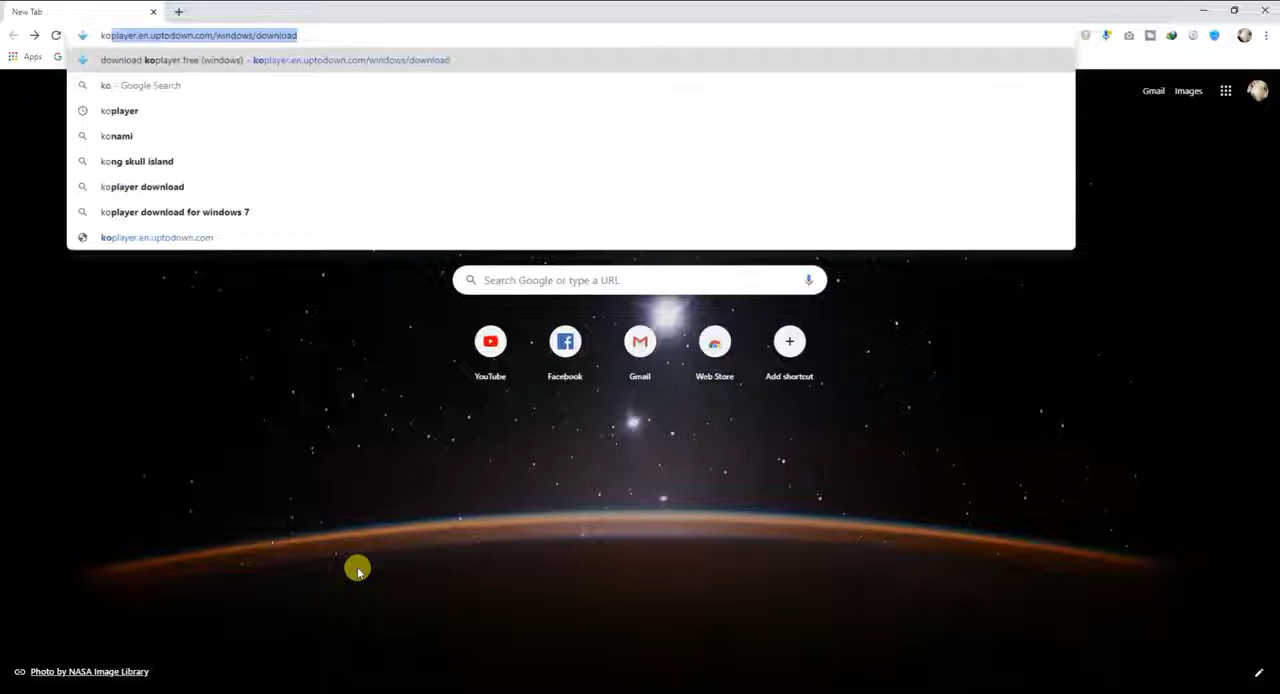 New Tab
koplayer.en.uptodown.com/windows/download
Apps
download koplayer free (windows) - koplayer.en.uptodown.com/windows/download
ko - Google Search
koplayer
konami
kong skull island
koplayer download
koplayer download for windows 7
koplayer.en.uptodown.com
Gmail Images
Search Google or type a URL
YouTube Facebook Gmail Web Store Add shortcut
Photo by NASA Image Library